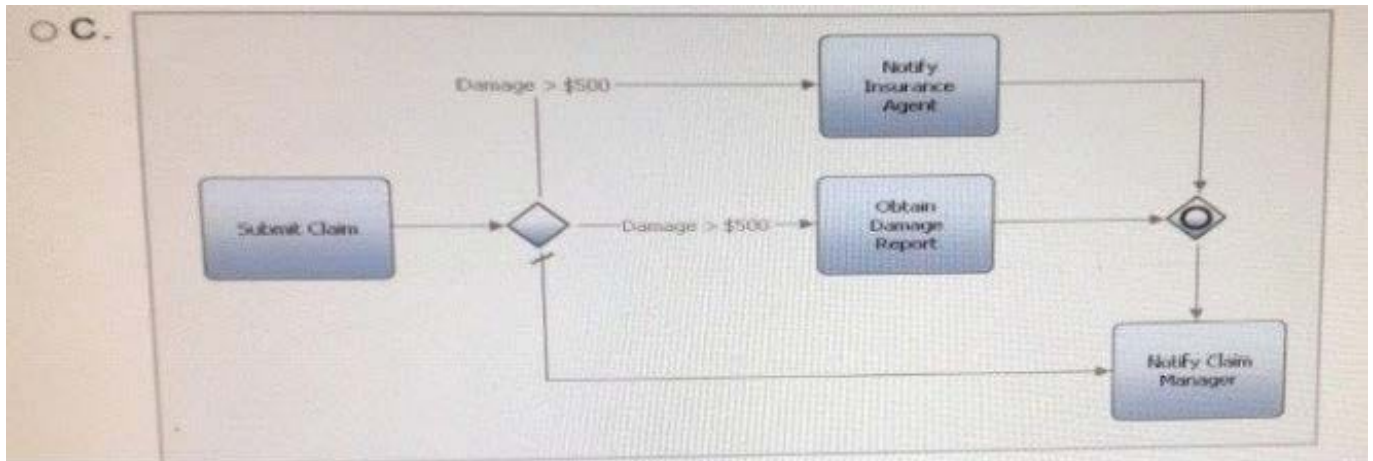 C.
Damage > $500
Notify
Insurance
Agent
Submit Claim
Damage > $500
Obtain
Damage
Report
Notify Claim
Manager